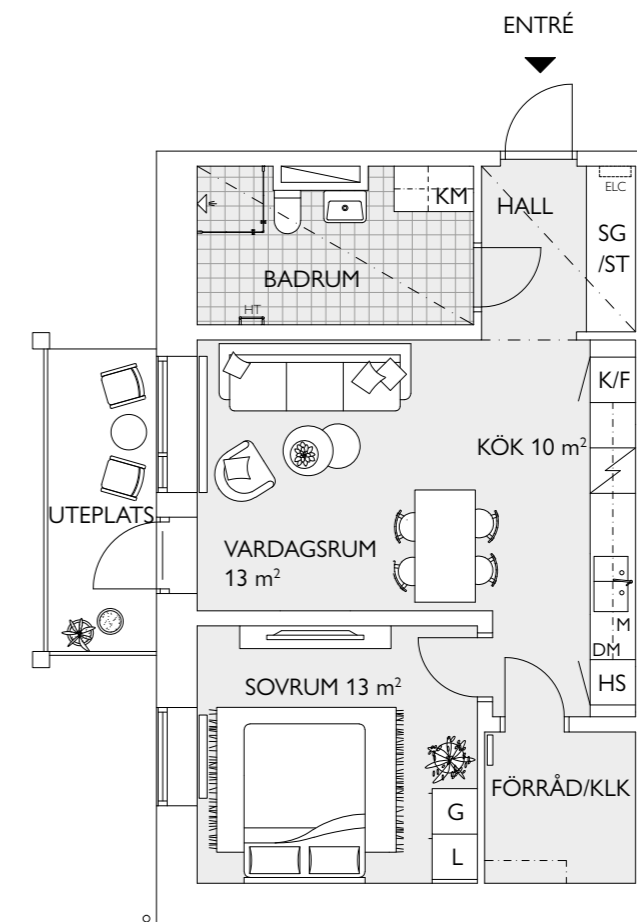 ENTRÉ
ELC
KM
HALL
SG
/ST
BADRUM
HT
K/F
KÖK 10 m²
UTEPLATS
VARDAGSRUM
13 m²
M
DM
HS
SOVRUM 13 m²
FÖRRÅD/KLK
G
L